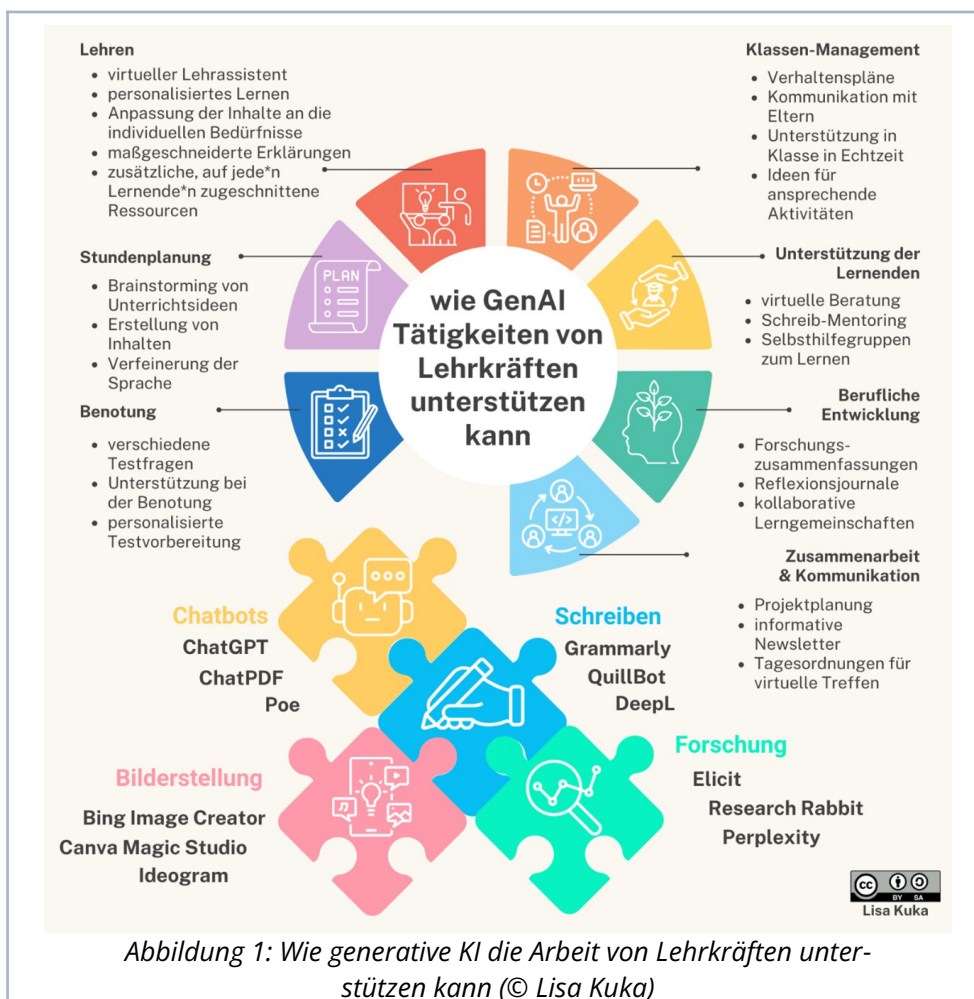 Lehren
• virtueller Lehrassistent
• personalisiertes Lernen
• Anpassung der Inhalte an die
individuellen Bedürfnisse
• maßgeschneiderte Erklärungen
• zusätzliche, auf jede*n
Lernende*n zugeschnittene
Ressourcen
Stundenplanung
• Brainstorming von
Unterrichtsideen
• Erstellung von
Inhalten
• Verfeinerung der
Sprache
Benotung
• verschiedene
Testfragen
• Unterstützung bei
der Benotung
• personalisierte
Testvorbereitung
PLAN
wie GenAI
Tätigkeiten von
Lehrkräften
unterstützen
kann
Klassen-Management
• Verhaltenspläne
• Kommunikation mit
Eltern
• Unterstützung in
Klasse in Echtzeit
• Ideen für
ansprechende
Aktivitäten
Unterstützung der
Lernenden
• virtuelle Beratung
• Schreib-Mentoring
• Selbsthilfegruppen
zum Lernen
Berufliche
Entwicklung
• Forschungs-
zusammenfassungen
• Reflexionsjournale
• kollaborative
Lerngemeinschaften
Zusammenarbeit
& Kommunikation
• Projektplanung
• informative
Newsletter
• Tagesordnungen für
virtuelle Treffen
Chatbots
ChatGPT
ChatPDF
Poe
Schreiben
Grammarly
QuillBot
DeepL
Bilderstellung
Bing Image Creator
Canva Magic Studio
Ideogram
Forschung
Elicit
Research Rabbit
Perplexity
cc
BY SA
Lisa Kuka
Abbildung 1: Wie generative KI die Arbeit von Lehrkräften unter-
stützen kann (© Lisa Kuka)